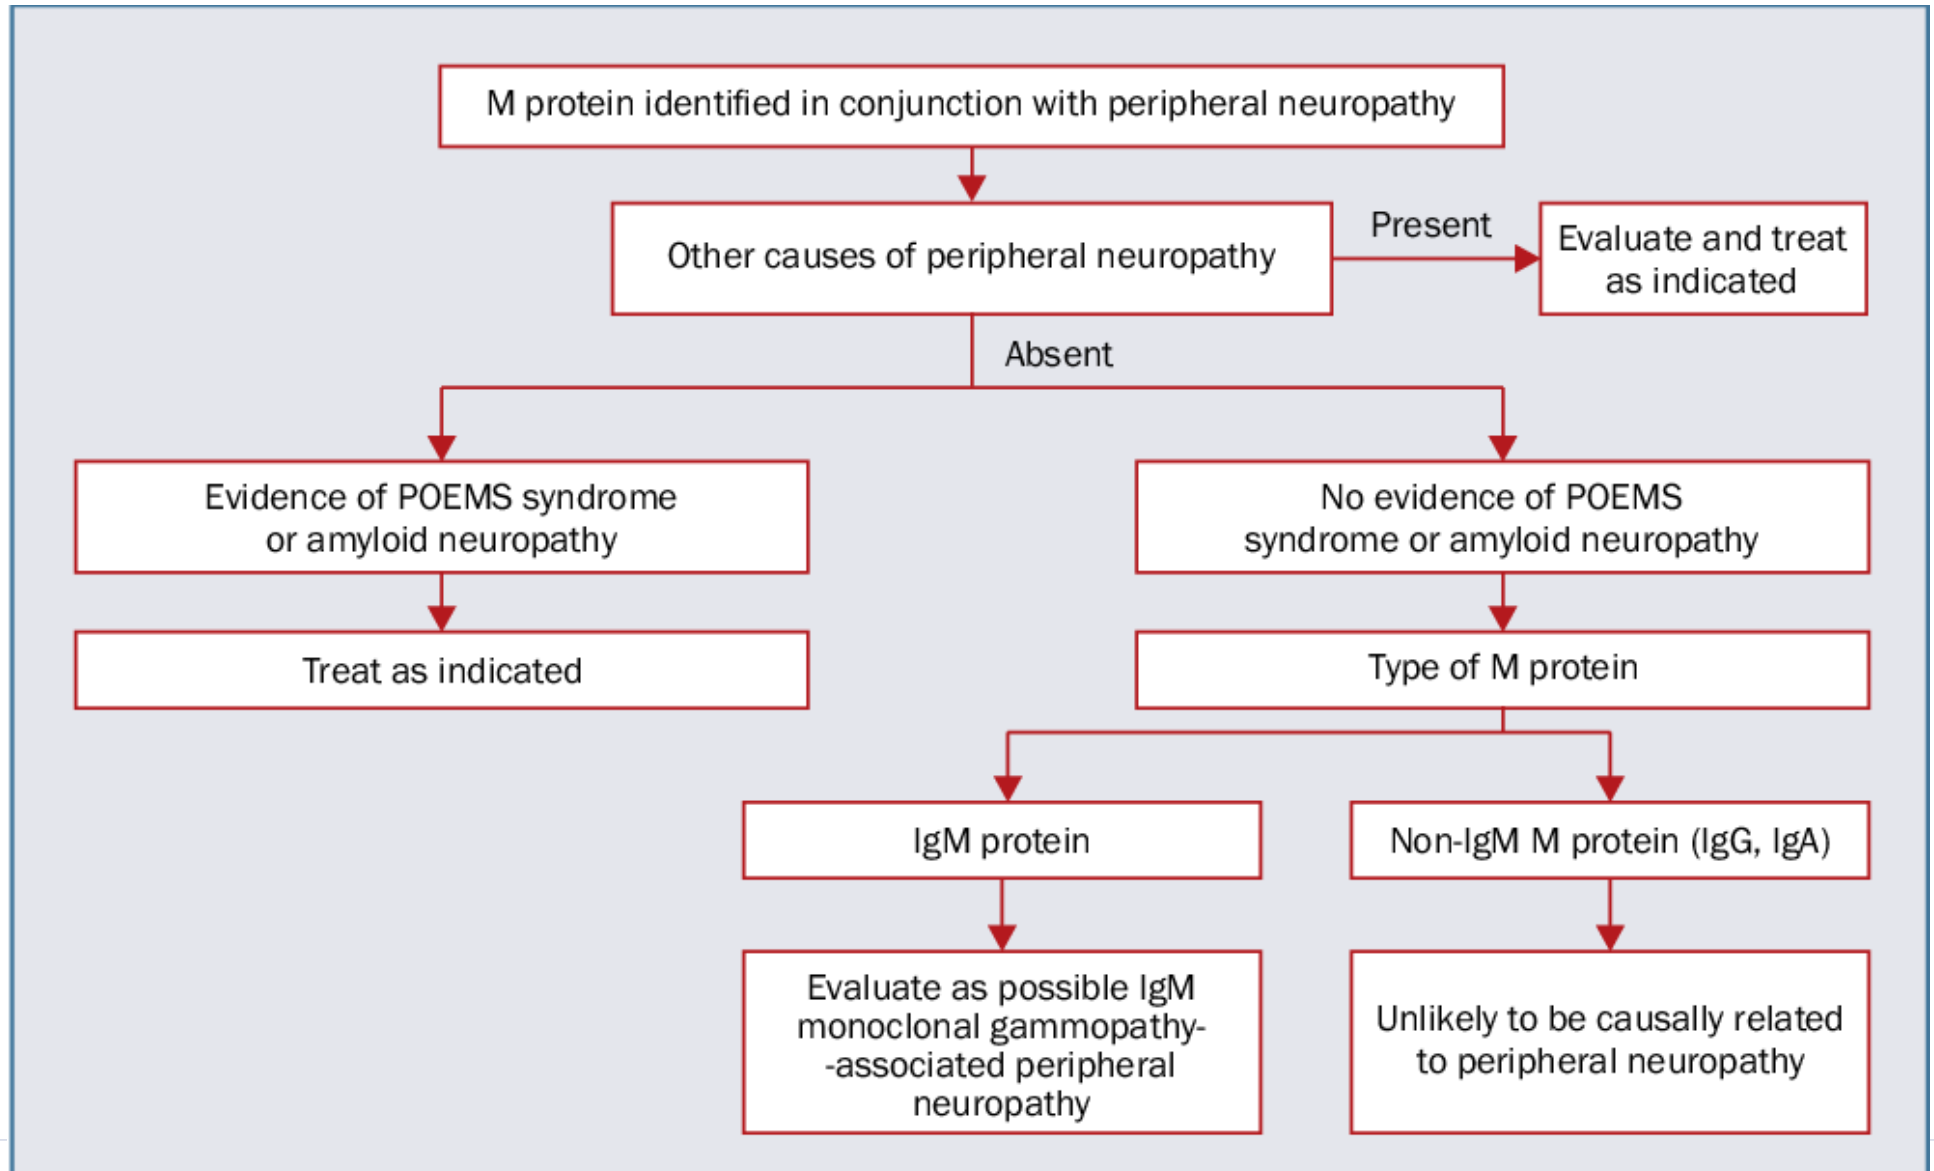 M protein identified in conjunction with peripheral neuropathy
Other causes of peripheral neuropathy
Present
Evaluate and treat
as indicated
Absent
Evidence of POEMS syndrome
or amyloid neuropathy
No evidence of POEMS
syndrome or amyloid neuropathy
Treat as indicated
Type of M protein
IgM protein
Non-IgM M protein (IgG, IgA)
Evaluate as possible IgM
monoclonal gammopathy-
-associated peripheral
neuropathy
Unlikely to be causally related
to peripheral neuropathy